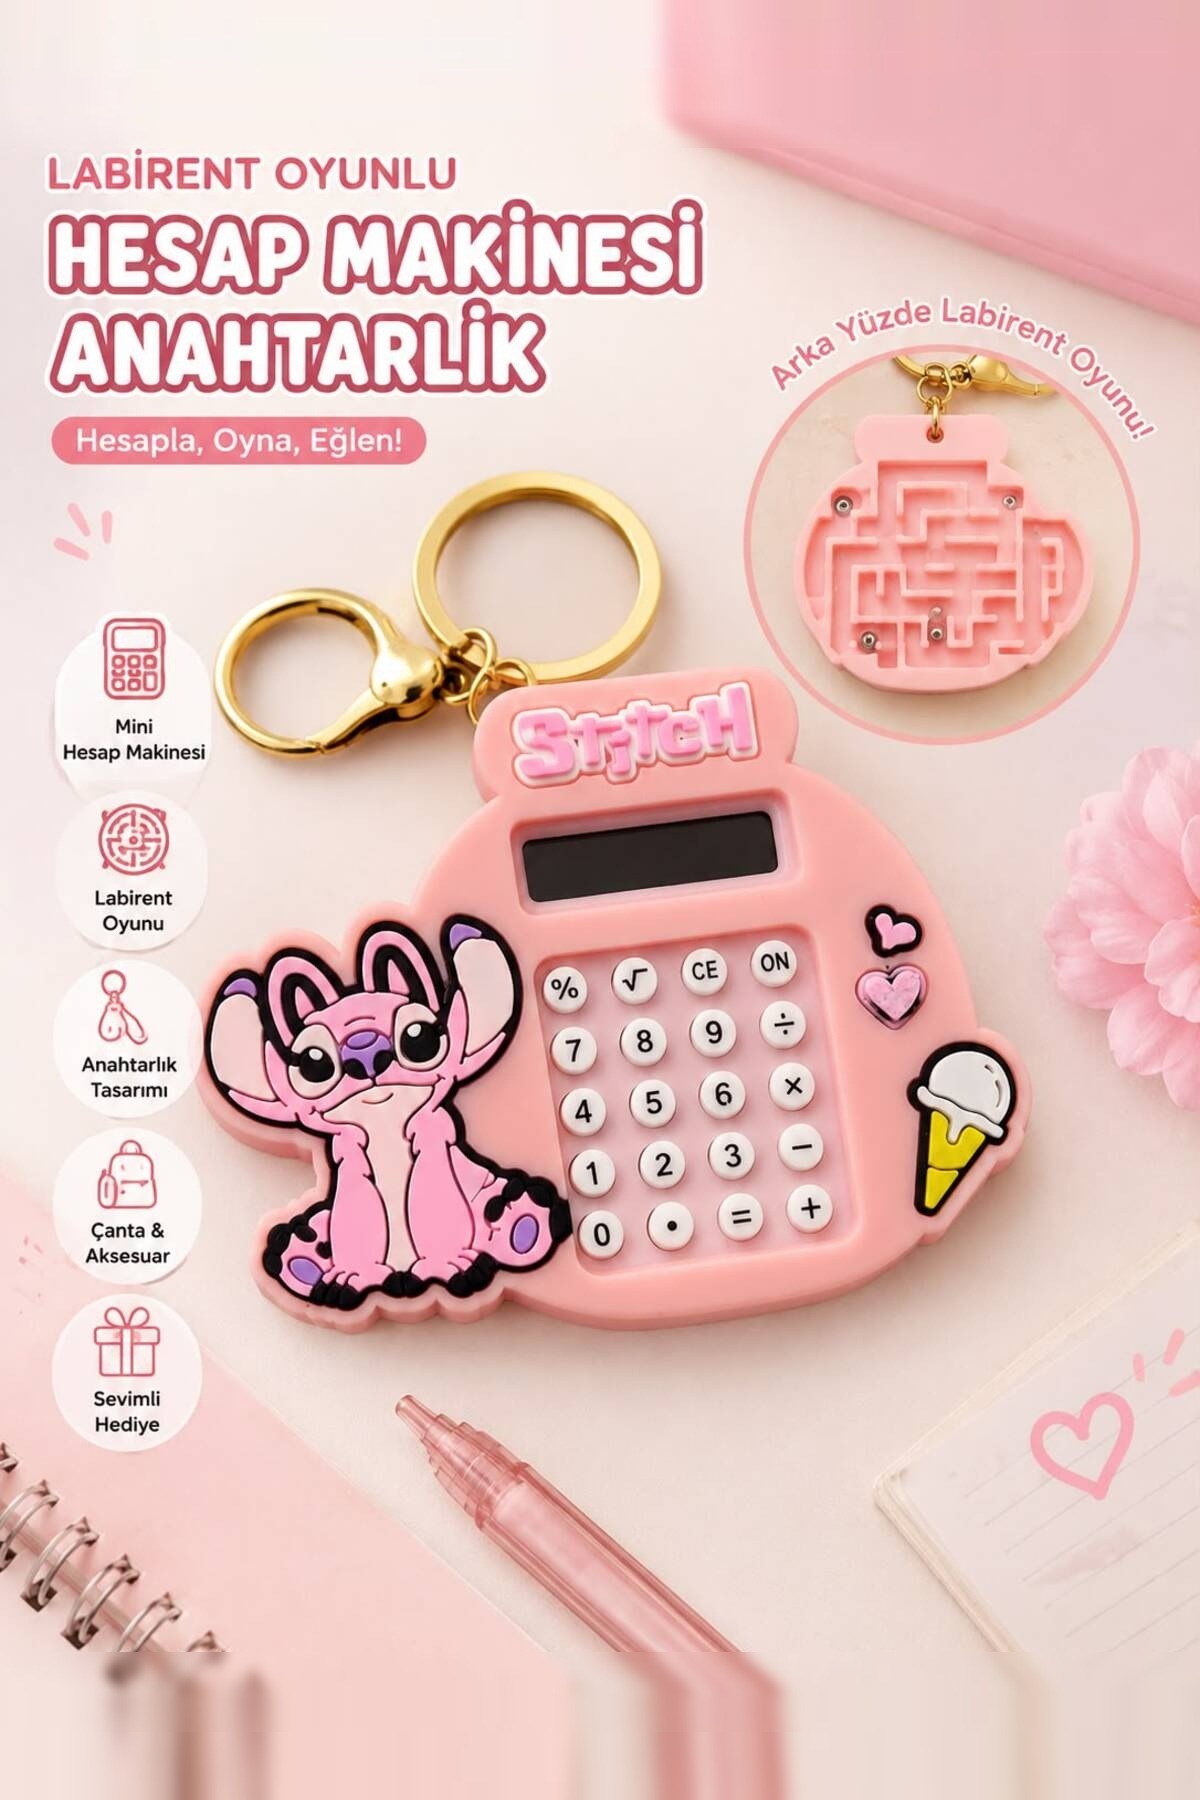 LABİRENT OYUNLU
HESAP MAKİNESİ
ANAHTARLİK
Hesapla, Oyna, Eğlen!
Arka Yüzde Labirent Oyunu!
Mini
Hesap Makinesi
Labirent
Oyunu
Anahtarlık
Tasarımı
Çanta &
Aksesuar
Sevimli
Hediye
Stitch
% √ CE ON
7 8 9 ÷
4 5 6 ×
1 2 3 −
0 • = +